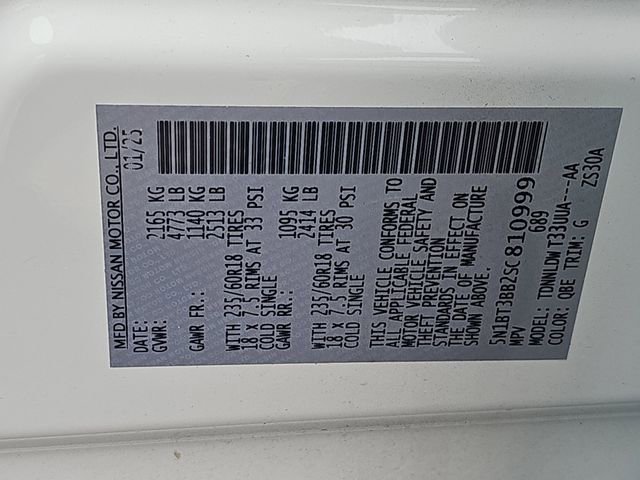 MFD BY NISSAN MOTOR CO., LTD.
DATE: 01/25
GVWR: 2165 KG
4773 LB
GAWR FR.: 1140 KG
2513 LB
WITH 235/60R18 TIRES
18 X 7.5 RIMS AT 33 PSI
COLD SINGLE
GAWR RR.: 1095 KG
2414 LB
WITH 235/60R18 TIRES
18 X 7.5 RIMS AT 30 PSI
COLD SINGLE
THIS VEHICLE CONFORMS TO
ALL APPLICABLE FEDERAL
MOTOR VEHICLE SAFETY AND
THEFT PREVENTION
STANDARDS IN EFFECT ON
THE DATE OF MANUFACTURE
SHOWN ABOVE.
5N1BT3BB2SC810999
MPV 689
MODEL: TDNNLDWT33UUA---AA
COLOR: QBE TRIM: G ZS30A